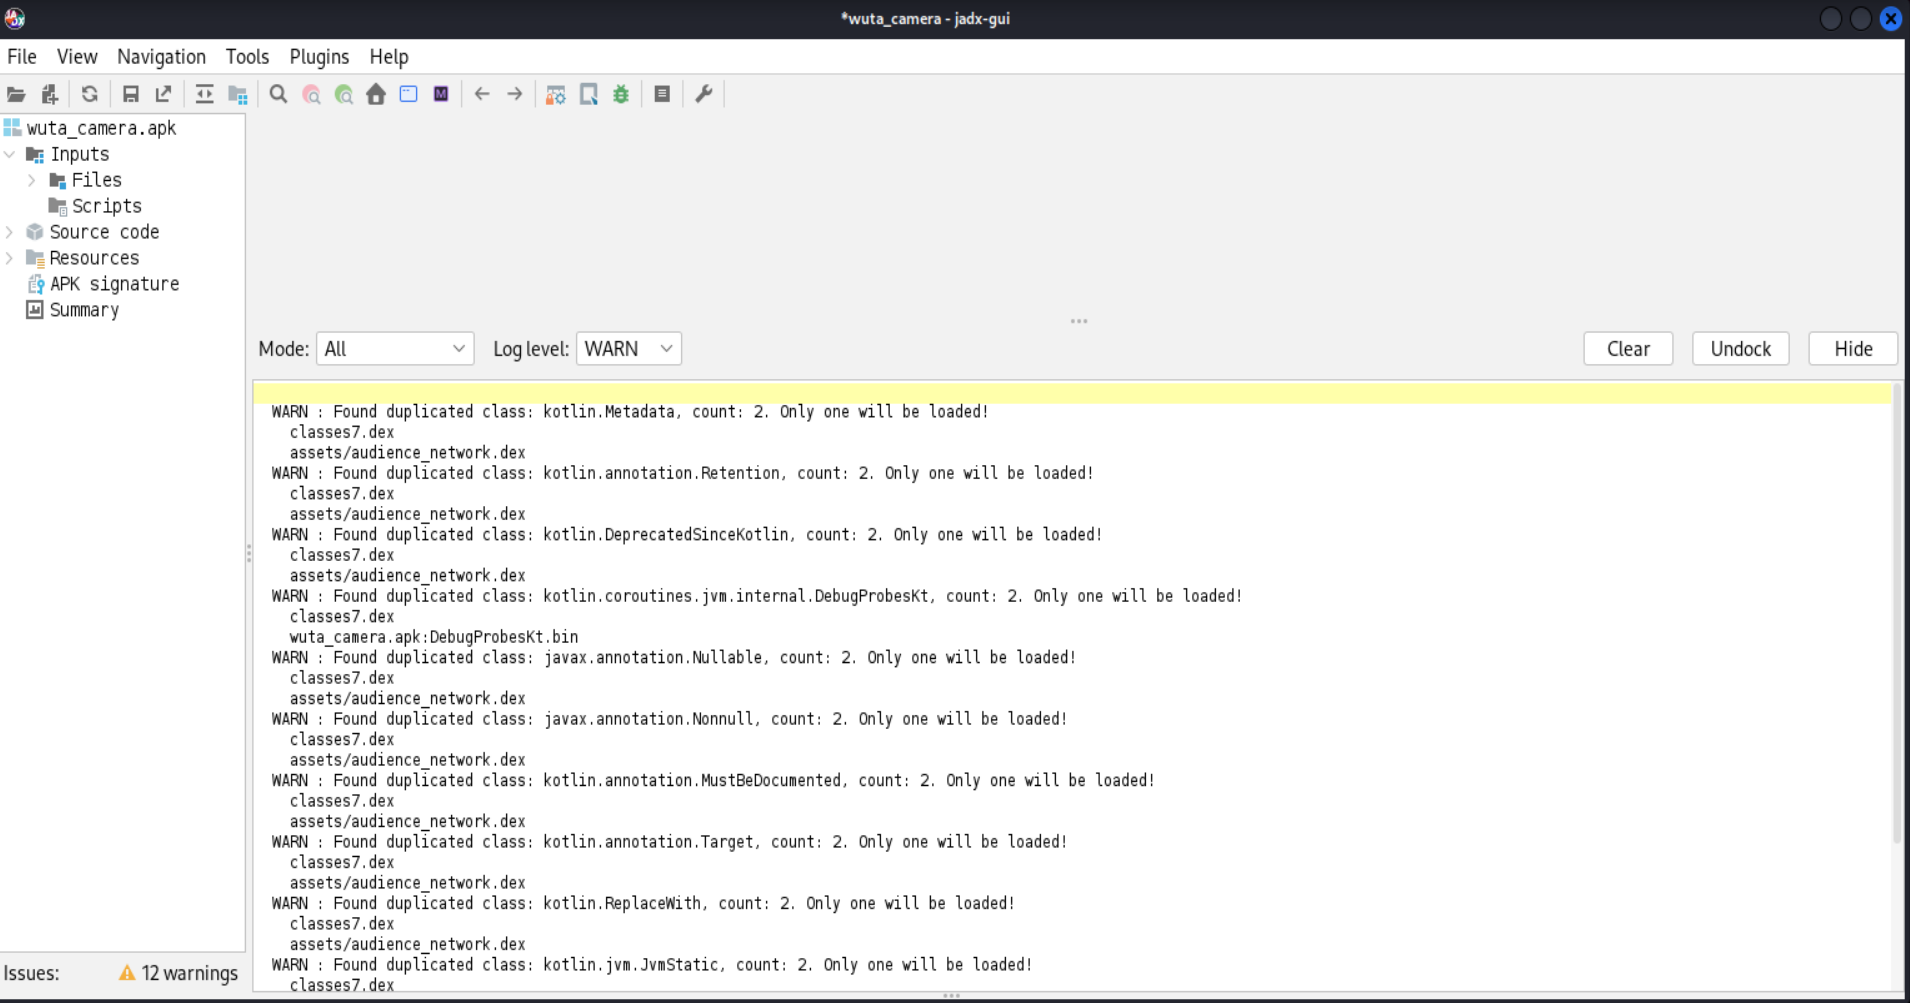 *wuta_camera - jadx-gui
File View Navigation Tools Plugins Help
wuta_camera.apk
Inputs
Files
Scripts
Source code
Resources
APK signature
Summary
Mode: All Log level: WARN Clear Undock Hide
WARN : Found duplicated class: kotlin.Metadata, count: 2. Only one will be loaded!
classes7.dex
assets/audience_network.dex
WARN : Found duplicated class: kotlin.annotation.Retention, count: 2. Only one will be loaded!
classes7.dex
assets/audience_network.dex
WARN : Found duplicated class: kotlin.DeprecatedSinceKotlin, count: 2. Only one will be loaded!
classes7.dex
assets/audience_network.dex
WARN : Found duplicated class: kotlin.coroutines.jvm.internal.DebugProbesKt, count: 2. Only one will be loaded!
classes7.dex
wuta_camera.apk:DebugProbesKt.bin
WARN : Found duplicated class: javax.annotation.Nullable, count: 2. Only one will be loaded!
classes7.dex
assets/audience_network.dex
WARN : Found duplicated class: javax.annotation.Nonnull, count: 2. Only one will be loaded!
classes7.dex
assets/audience_network.dex
WARN : Found duplicated class: kotlin.annotation.MustBeDocumented, count: 2. Only one will be loaded!
classes7.dex
assets/audience_network.dex
WARN : Found duplicated class: kotlin.annotation.Target, count: 2. Only one will be loaded!
classes7.dex
assets/audience_network.dex
WARN : Found duplicated class: kotlin.ReplaceWith, count: 2. Only one will be loaded!
classes7.dex
assets/audience_network.dex
WARN : Found duplicated class: kotlin.jvm.JvmStatic, count: 2. Only one will be loaded!
classes7.dex
Issues: 12 warnings